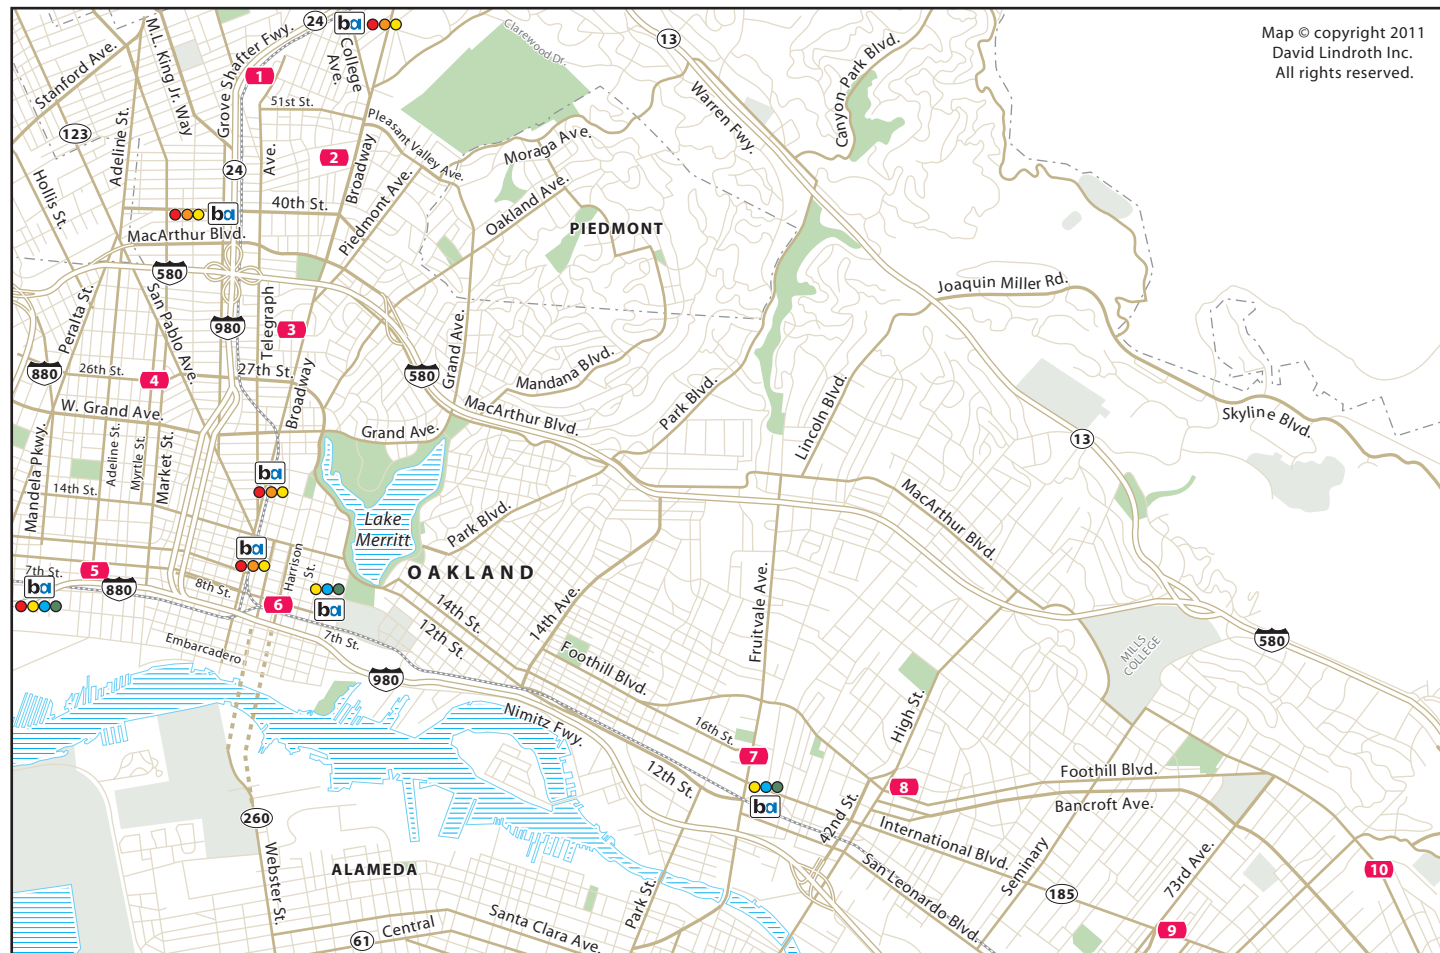 Map © copyright 2011
David Lindroth Inc.
All rights reserved.
24
ba
13
Clarewood Dr.
Stanford Ave.
M.L. King Jr. Way
Grove Shafter Fwy.
College
Ave.
1
51st St.
Pleasant Valley Ave.
Warren Fwy.
Canyon Park Blvd.
123
Adeline St.
24
Ave.
2
Broadway
Moraga Ave.
Hollis St.
40th St.
Piedmont Ave.
Oakland Ave.
PIEDMONT
ba
MacArthur Blvd.
580
Joaquin Miller Rd.
Peralta St.
San Pablo Ave.
980
Telegraph
3
Grand Ave.
880
26th St.
4
27th St.
580
Mandana Blvd.
Broadway
W. Grand Ave.
MacArthur Blvd.
Park Blvd.
Lincoln Blvd.
Skyline Blvd.
Grand Ave.
13
Mandela Pkwy.
Adeline St.
Myrtle St.
Market St.
14th St.
ba
MacArthur Blvd.
Lake
Merritt
Park Blvd.
ba
Harrison
St.
OAKLAND
7th St.
5
ba
880
8th St.
6
ba
14th St.
12th St.
14th Ave.
Fruitvale Ave.
7th St.
Embarcadero
980
Foothill Blvd.
MILLS
COLLEGE
580
Nimitz Fwy.
16th St.
High St.
7
12th St.
ba
8
Foothill Blvd.
Bancroft Ave.
260
42nd St.
International Blvd.
San Leonardo Blvd.
Seminary
73rd Ave.
10
ALAMEDA
Webster St.
185
Park St.
9
61
Central
Santa Clara Ave.